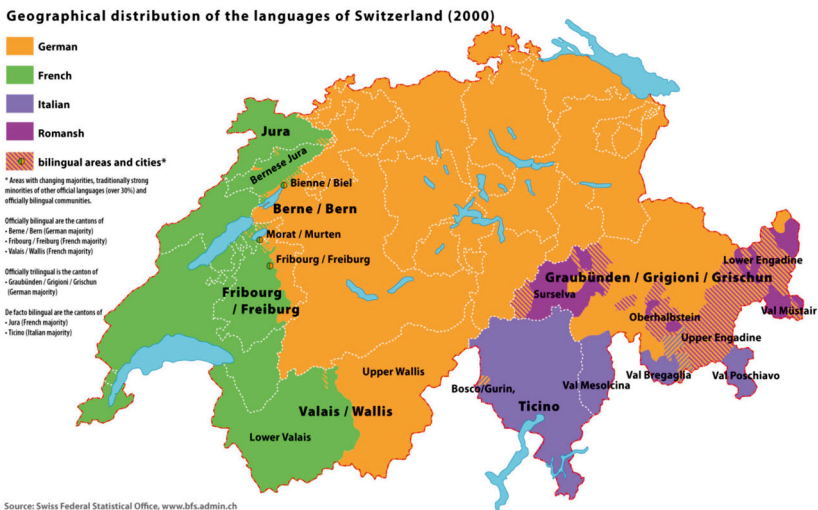 Geographical distribution of the languages of Switzerland (2000)
German
French
Italian
Romansh
bilingual areas and cities*
* Areas with changing majorities, traditionally strong
minorities of other official languages (over 30%) and
officially bilingual communities.
Officially bilingual are the cantons of
• Berne / Bern (German majority)
• Fribourg / Freiburg (French majority)
• Valais / Wallis (French majority)
Officially trilingual is the canton of
• Graubünden / Grigioni / Grischun
(German majority)
De facto bilingual are the cantons of
• Jura (French majority)
• Ticino (Italian majority)
Jura
Bernese Jura
Bienne / Biel
Berne / Bern
Morat / Murten
Fribourg / Freiburg
Fribourg
/ Freiburg
Lower Engadine
Graubünden / Grigioni / Grischun
Surselva
Val Müstair
Oberhalbstein
Upper Engadine
Upper Wallis
Val Bregaglia
Val Poschiavo
Bosco/Gurin,
Val Mesolcina
Ticino
Valais / Wallis
Lower Valais
Source: Swiss Federal Statistical Office, www.bfs.admin.ch